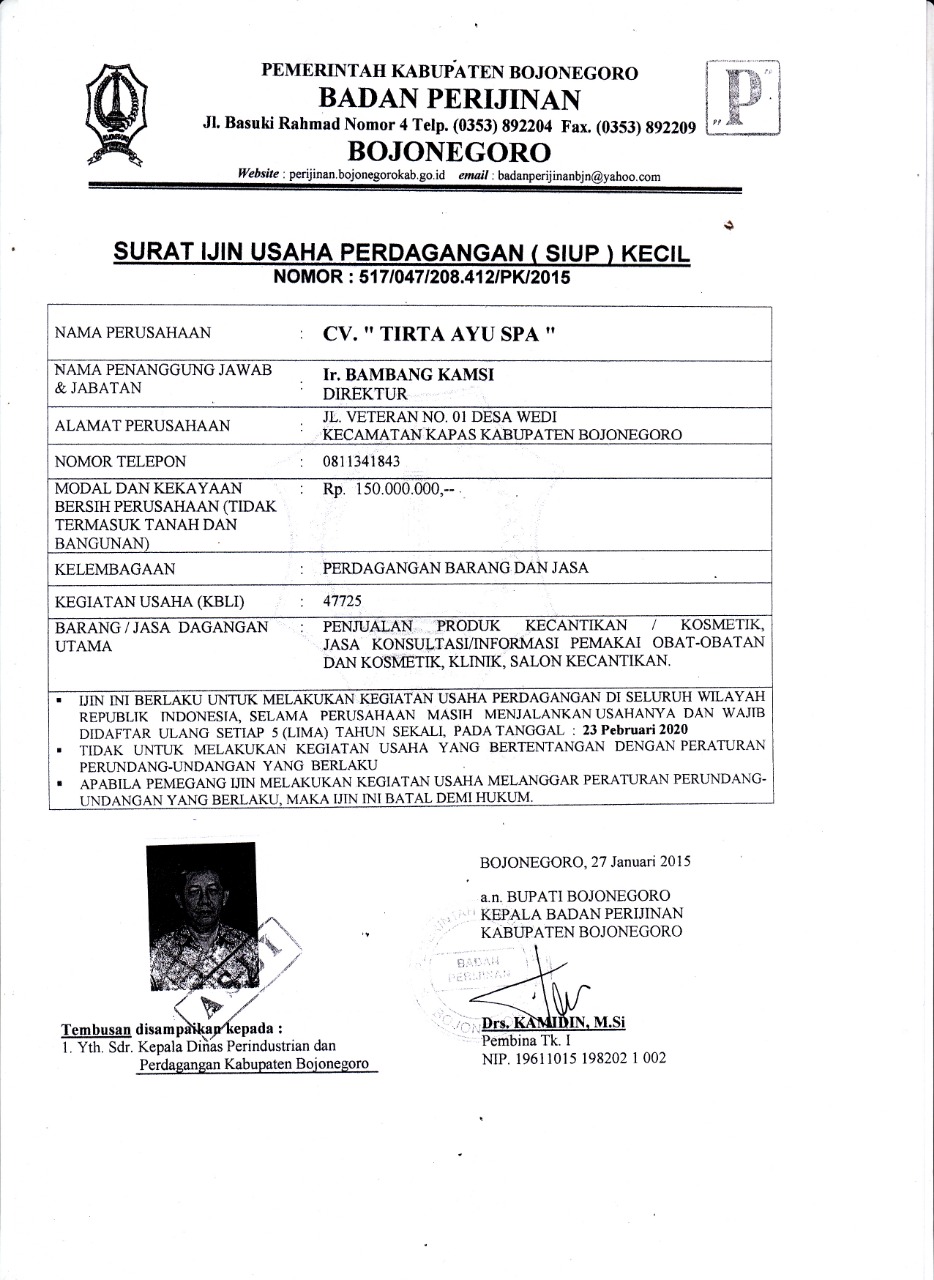 PEMERINTAH KABUPATEN BOJONEGORO
BADAN PERIJINAN
Jl. Basuki Rahmad Nomor 4 Telp. (0353) 892204 Fax. (0353) 892209
BOJONEGORO
Website : perijinan.bojonegorokab.go.id email : badanperijinanbjn@yahoo.com
P
SURAT IJIN USAHA PERDAGANGAN ( SIUP ) KECIL
NOMOR : 517/047/208.412/PK/2015
NAMA PERUSAHAAN : CV. " TIRTA AYU SPA "
NAMA PENANGGUNG JAWAB & JABATAN : Ir. BAMBANG KAMSI
DIREKTUR
ALAMAT PERUSAHAAN : JL. VETERAN NO. 01 DESA WEDI
KECAMATAN KAPAS KABUPATEN BOJONEGORO
NOMOR TELEPON : 0811341843
MODAL DAN KEKAYAAN : Rp. 150.000.000,--
BERSIH PERUSAHAAN (TIDAK
TERMASUK TANAH DAN
BANGUNAN)
KELEMBAGAAN : PERDAGANGAN BARANG DAN JASA
KEGIATAN USAHA (KBLI) : 47725
BARANG / JASA DAGANGAN UTAMA : PENJUALAN PRODUK KECANTIKAN / KOSMETIK,
JASA KONSULTASI/INFORMASI PEMAKAI OBAT-OBATAN
DAN KOSMETIK, KLINIK, SALON KECANTIKAN.
▪ IJIN INI BERLAKU UNTUK MELAKUKAN KEGIATAN USAHA PERDAGANGAN DI SELURUH WILAYAH
REPUBLIK INDONESIA, SELAMA PERUSAHAAN MASIH MENJALANKAN USAHANYA DAN WAJIB
DIDAFTAR ULANG SETIAP 5 (LIMA) TAHUN SEKALI, PADA TANGGAL : 23 Pebruari 2020
▪ TIDAK UNTUK MELAKUKAN KEGIATAN USAHA YANG BERTENTANGAN DENGAN PERATURAN
PERUNDANG-UNDANGAN YANG BERLAKU
▪ APABILA PEMEGANG IJIN MELAKUKAN KEGIATAN USAHA MELANGGAR PERATURAN PERUNDANG-
UNDANGAN YANG BERLAKU, MAKA IJIN INI BATAL DEMI HUKUM.
BOJONEGORO, 27 Januari 2015
a.n. BUPATI BOJONEGORO
KEPALA BADAN PERIJINAN
KABUPATEN BOJONEGORO
BADAN
PERIJINAN
ASLI
Drs. KAMIDIN, M.Si
Pembina Tk. I
NIP. 19611015 198202 1 002
Tembusan disampaikan kepada :
1. Yth. Sdr. Kepala Dinas Perindustrian dan
Perdagangan Kabupaten Bojonegoro